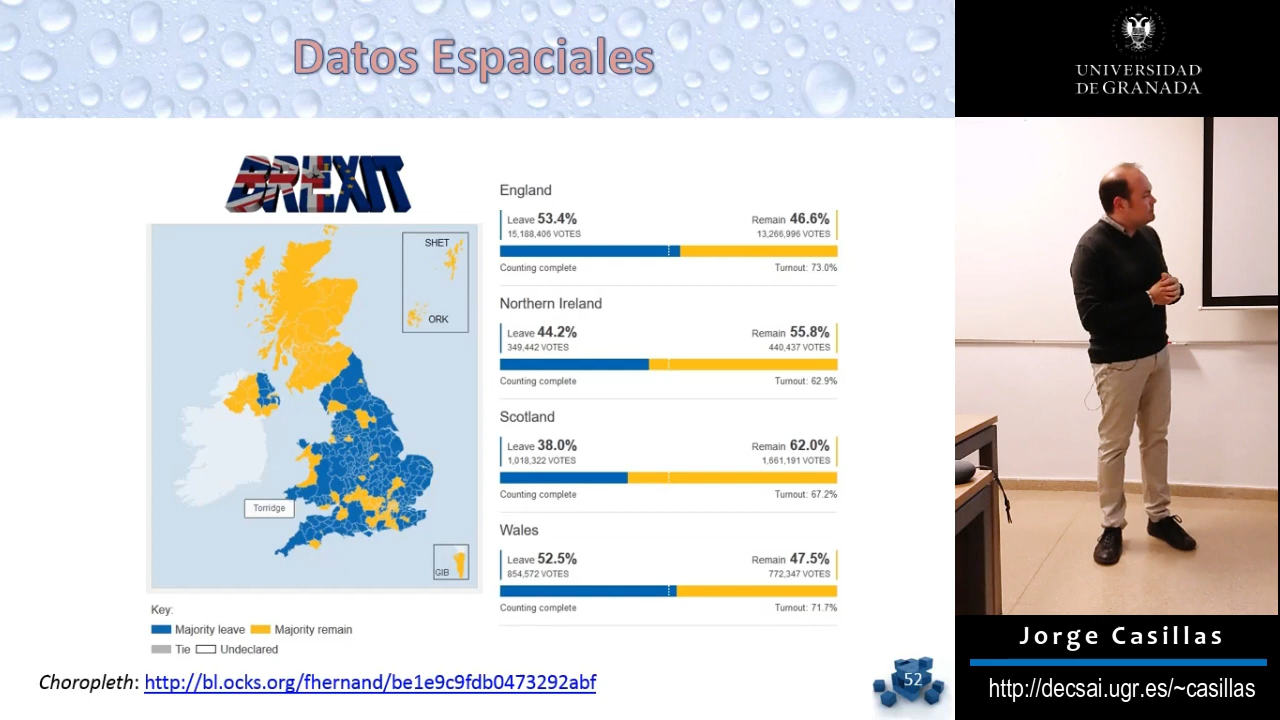 Datos Espaciales
BREXIT
SHET
ORK
Torridge
GIB
Key:
Majority leave Majority remain
Tie Undeclared
England
Leave 53.4% Remain 46.6%
15,188,406 VOTES 13,266,996 VOTES
Counting complete Turnout: 73.0%
Northern Ireland
Leave 44.2% Remain 55.8%
349,442 VOTES 440,437 VOTES
Counting complete Turnout: 62.9%
Scotland
Leave 38.0% Remain 62.0%
1,018,322 VOTES 1,661,191 VOTES
Counting complete Turnout: 67.2%
Wales
Leave 52.5% Remain 47.5%
854,572 VOTES 772,347 VOTES
Counting complete Turnout: 71.7%
Choropleth: http://bl.ocks.org/fhernand/be1e9c9fdb0473292abf
52
UNIVERSIDAD
DE GRANADA
Jorge Casillas
http://decsai.ugr.es/~casillas